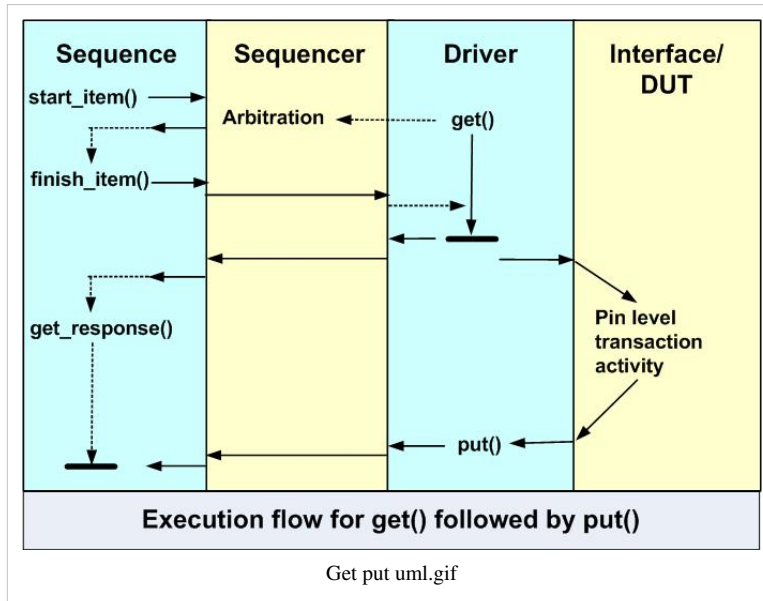 Sequence
Sequencer
Driver
Interface/
DUT
start_item()
Arbitration
get()
finish_item()
get_response()
Pin level
transaction
activity
put()
Execution flow for get() followed by put()
Get put uml.gif